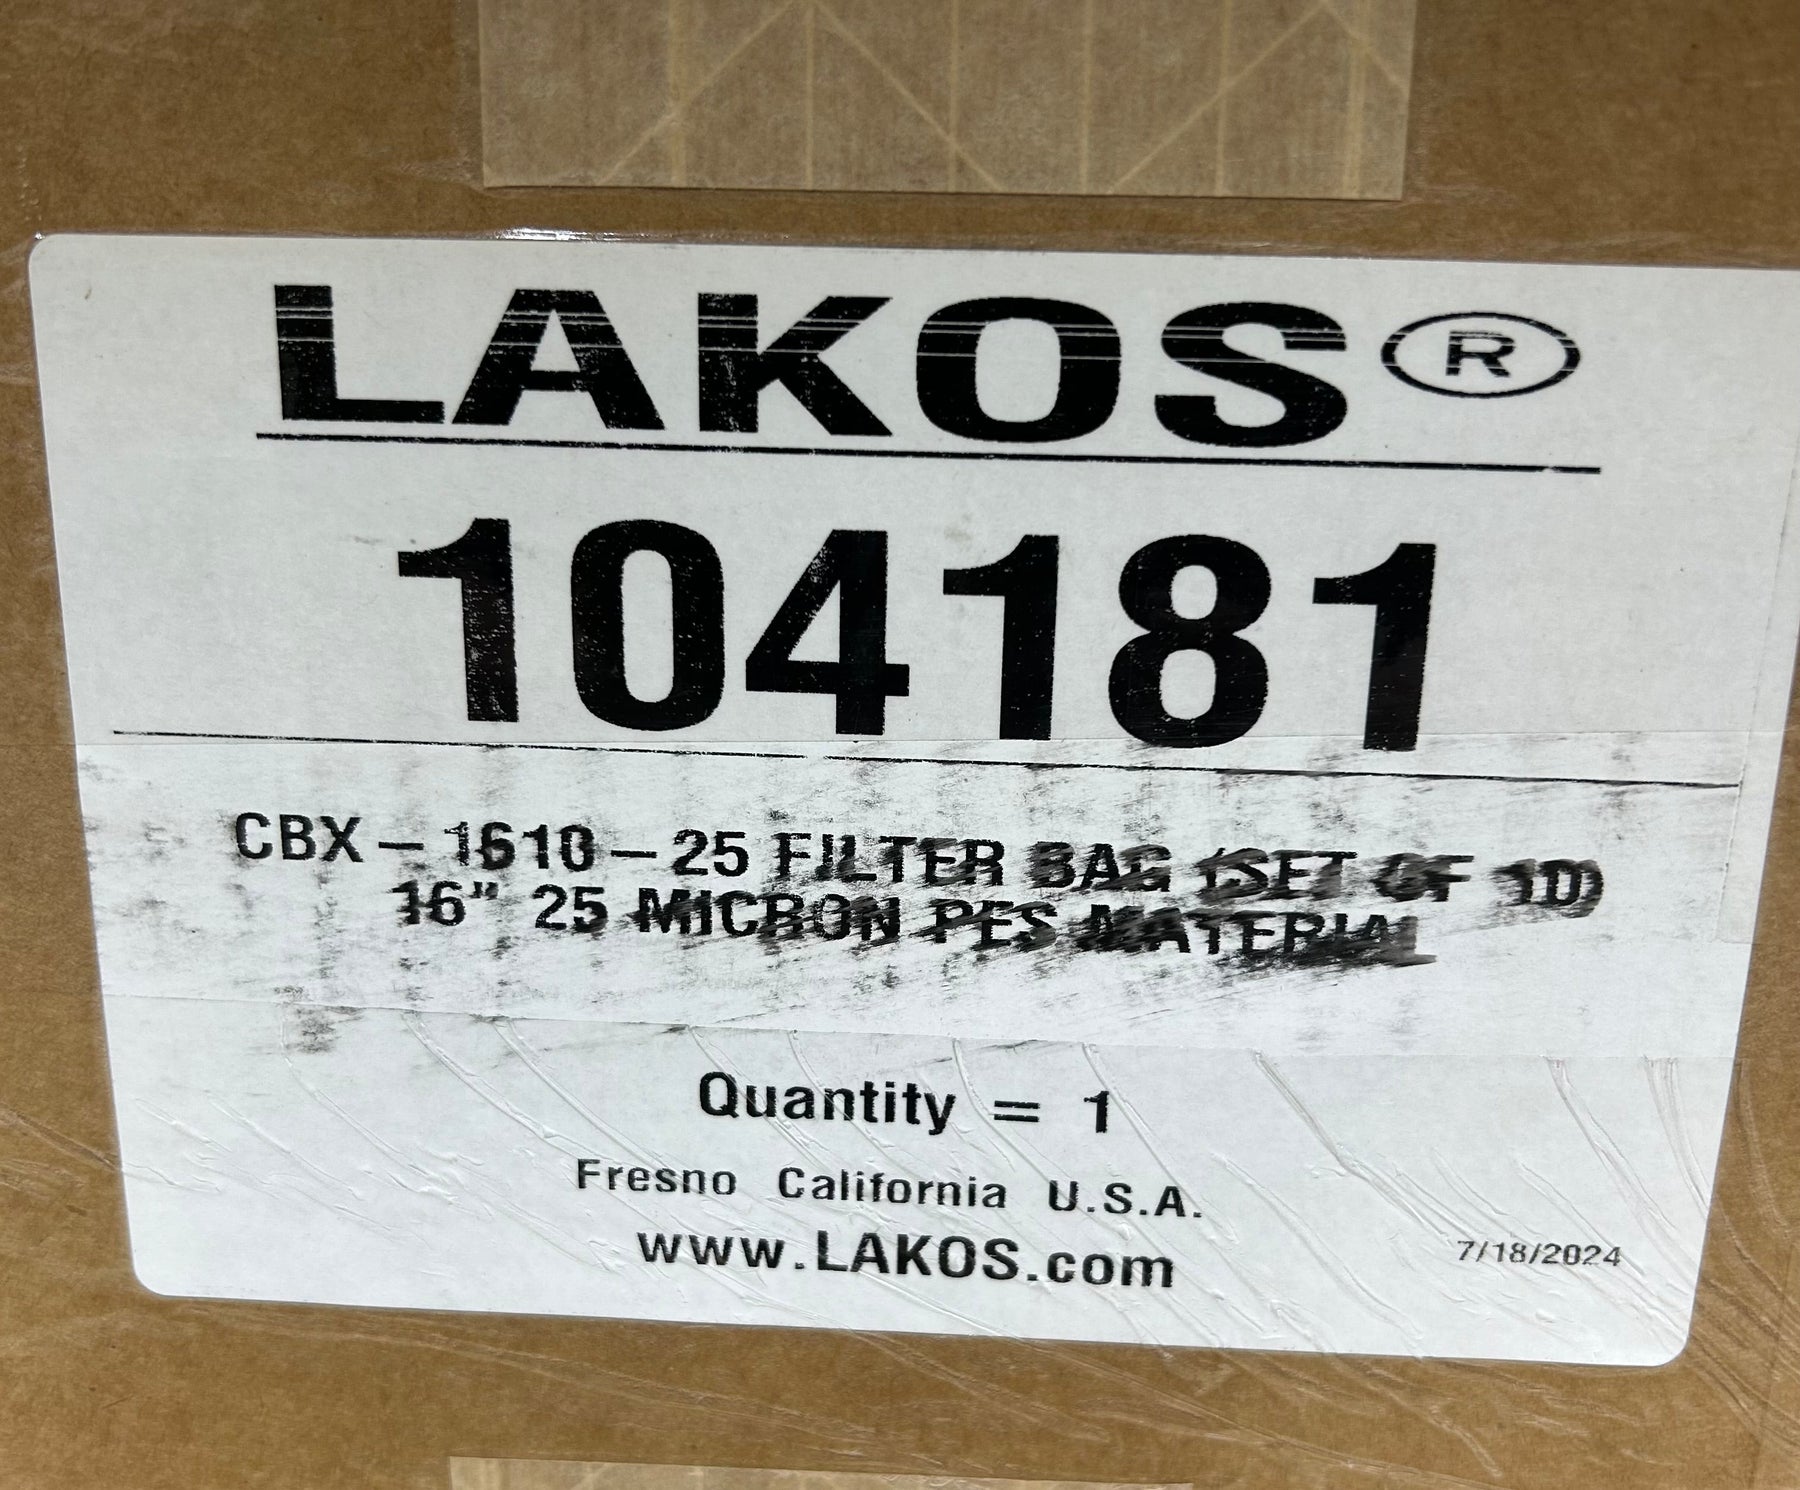 LAKOS®
104181
CBX-1610-25 FILTER BAG (SET OF 10)
16" 25 MICRON PES MATERIAL
Quantity = 1
Fresno California U.S.A.
www.LAKOS.com
7/18/2024